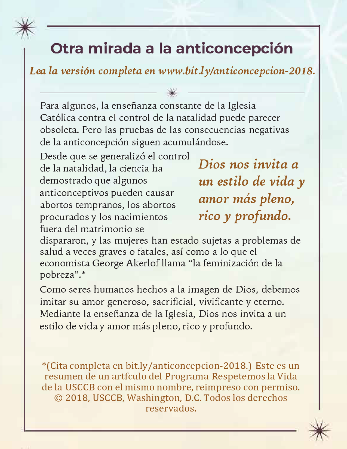 Otra mirada a la anticoncepción
Lea la versión completa en www.bit.ly/anticoncepcion-2018.
Para algunos, la enseñanza constante de la Iglesia
Católica contra el control de la natalidad puede parecer
obsoleta. Pero las pruebas de las consecuencias negativas
de la anticoncepción siguen acumulándose.
Desde que se generalizó el control
de la natalidad, la ciencia ha
demostrado que algunos
anticonceptivos pueden causar
abortos tempranos, los abortos
procurados y los nacimientos
fuera del matrimonio se
Dios nos invita a
un estilo de vida y
amor más pleno,
rico y profundo.
dispararon, y las mujeres han estado sujetas a problemas de
salud a veces graves o fatales, así como a lo que el
economista George Akerlof llama “la feminización de la
pobreza”.*
Como seres humanos hechos a la imagen de Dios, debemos
imitar su amor generoso, sacrificial, vivificante y eterno.
Mediante la enseñanza de la Iglesia, Dios nos invita a un
estilo de vida y amor más pleno, rico y profundo.
*(Cita completa en bit.ly/anticoncepcion-2018.) Este es un
resumen de un artículo del Programa Respetemos la Vida
de la USCCB con el mismo nombre, reimpreso con permiso.
© 2018, USCCB, Washington, D.C. Todos los derechos
reservados.